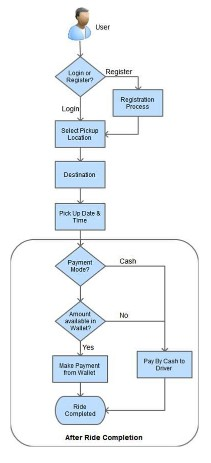 User
Login or
Register?
Register
Registration
Process
Login
Select Pickup
Location
Destination
Pick Up Date &
Time
Payment
Mode?
Cash
Amount
available in
Wallet?
No
Yes
Make Payment
from Wallet
Pay By Cash to
Driver
Ride
Completed
After Ride Completion